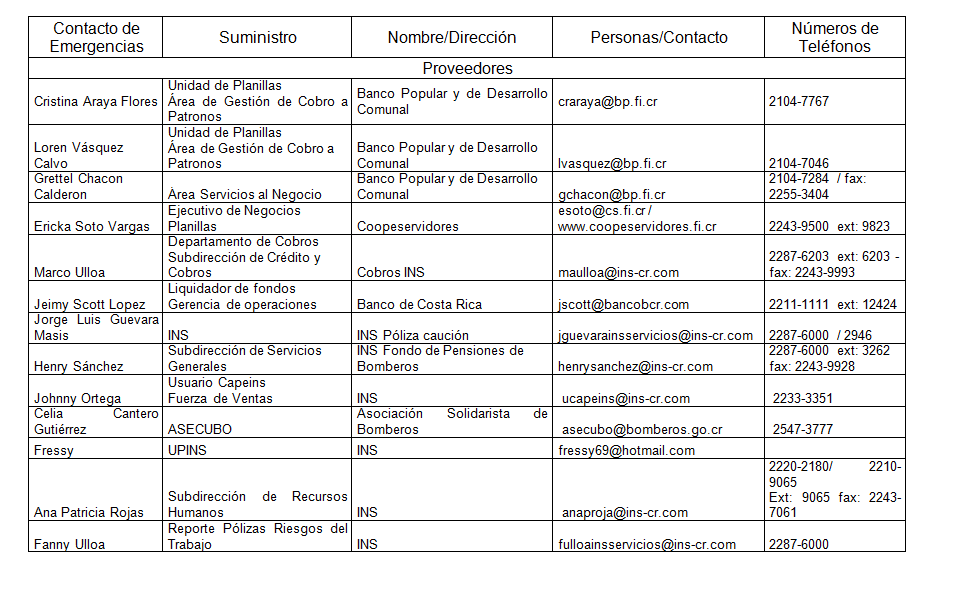 Contacto de Emergencias | Suministro | Nombre/Dirección | Personas/Contacto | Números de Teléfonos
Proveedores
Cristina Araya Flores | Unidad de Planillas Área de Gestión de Cobro a Patronos | Banco Popular y de Desarrollo Comunal | craraya@bp.fi.cr | 2104-7767
Loren Vásquez Calvo | Unidad de Planillas Área de Gestión de Cobro a Patronos | Banco Popular y de Desarrollo Comunal | lvasquez@bp.fi.cr | 2104-7046
Grettel Chacon Calderon | Área Servicios al Negocio | Banco Popular y de Desarrollo Comunal | gchacon@bp.fi.cr | 2104-7284 / fax: 2255-3404
Ericka Soto Vargas | Ejecutivo de Negocios Planillas | Coopeservidores | esoto@cs.fi.cr / www.coopeservidores.fi.cr | 2243-9500 ext: 9823
Marco Ulloa | Departamento de Cobros Subdirección de Crédito y Cobros | Cobros INS | maulloa@ins-cr.com | 2287-6203 ext: 6203 - fax: 2243-9993
Jeimy Scott Lopez | Liquidador de fondos Gerencia de operaciones | Banco de Costa Rica | jscott@bancobcr.com | 2211-1111 ext: 12424
Jorge Luis Guevara Masis | INS | INS Póliza caución | jguevarainsservicios@ins-cr.com | 2287-6000 / 2946
Henry Sánchez | Subdirección de Servicios Generales | INS Fondo de Pensiones de Bomberos | henrysanchez@ins-cr.com | 2287-6000 ext: 3262 fax: 2243-9928
Johnny Ortega | Usuario Capeins Fuerza de Ventas | INS | ucapeins@ins-cr.com | 2233-3351
Celia Cantero Gutiérrez | ASECUBO | Asociación Solidarista de Bomberos | asecubo@bomberos.go.cr | 2547-3777
Fressy | UPINS | INS | fressy69@hotmail.com
Ana Patricia Rojas | Subdirección de Recursos Humanos | INS | anaproja@ins-cr.com | 2220-2180/ 2210-9065 Ext: 9065 fax: 2243-7061
Fanny Ulloa | Reporte Pólizas Riesgos del Trabajo | INS | fulloainsservicios@ins-cr.com | 2287-6000